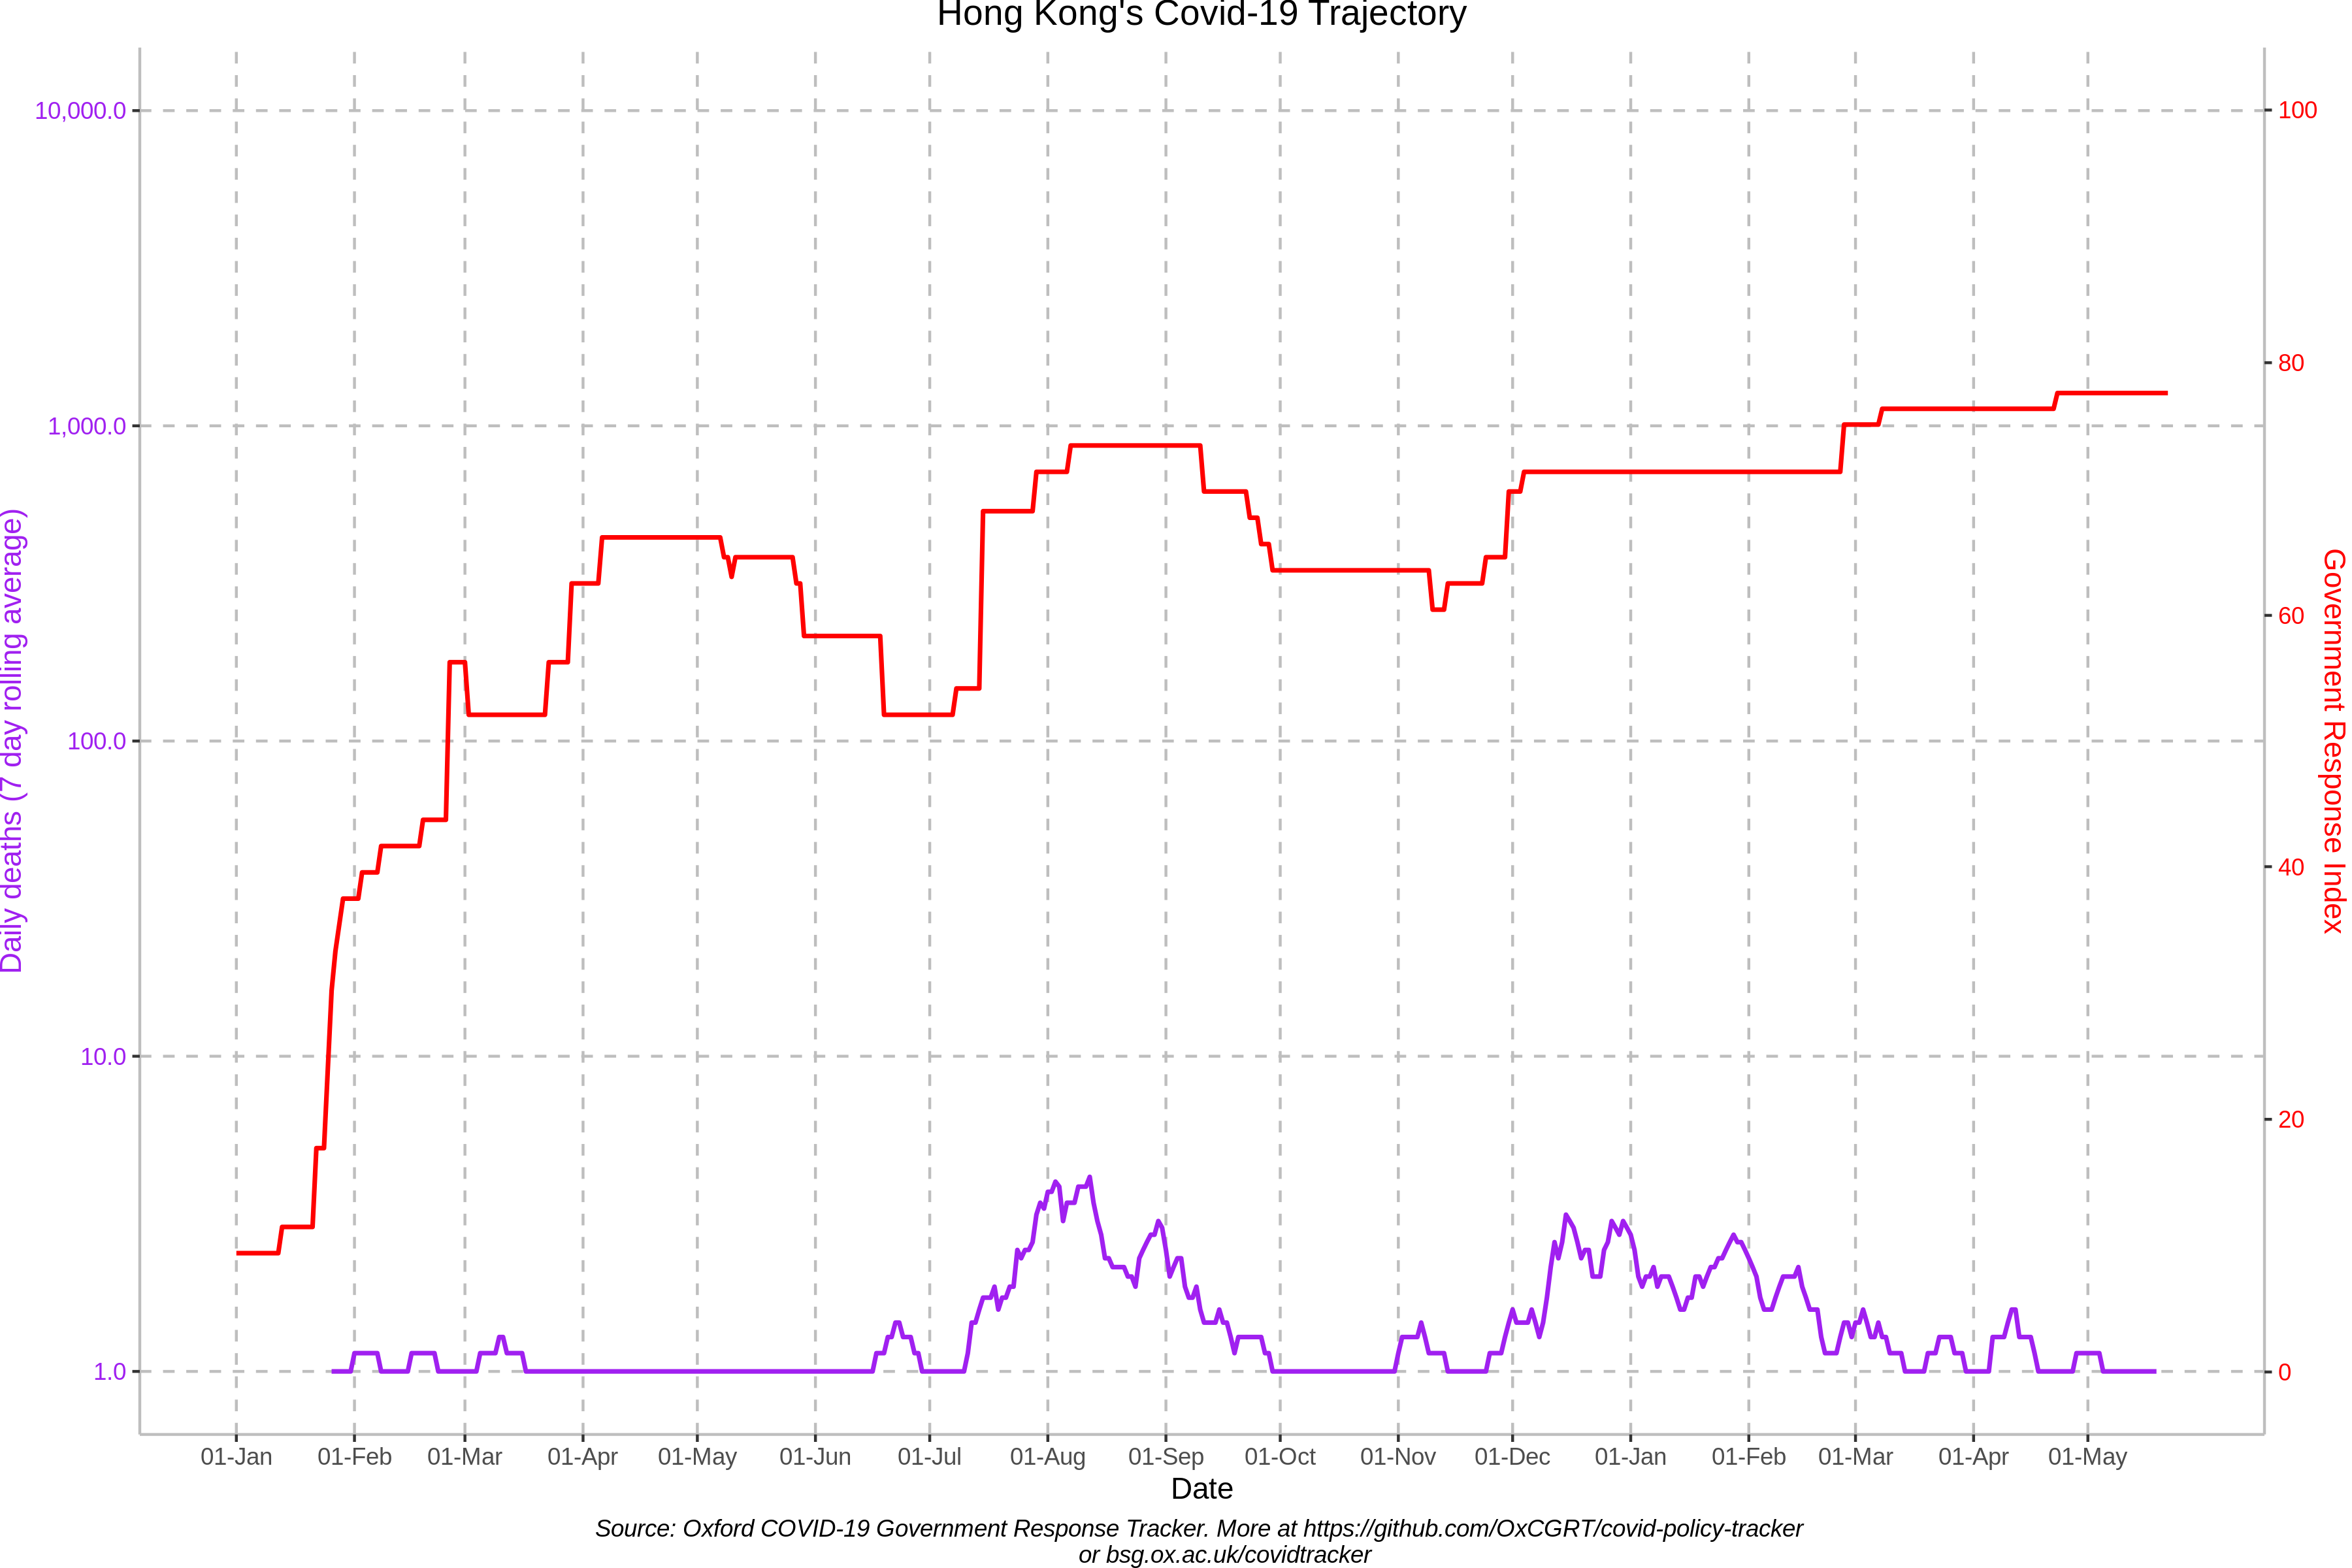 Hong Kong's Covid-19 Trajectory
10,000.0
1,000.0
100.0
10.0
1.0
Daily deaths (7 day rolling average)
100
80
60
40
20
0
Government Response Index
01-Jan 01-Feb 01-Mar 01-Apr 01-May 01-Jun 01-Jul 01-Aug 01-Sep 01-Oct 01-Nov 01-Dec 01-Jan 01-Feb 01-Mar 01-Apr 01-May
Date
Source: Oxford COVID-19 Government Response Tracker. More at https://github.com/OxCGRT/covid-policy-tracker
or bsg.ox.ac.uk/covidtracker